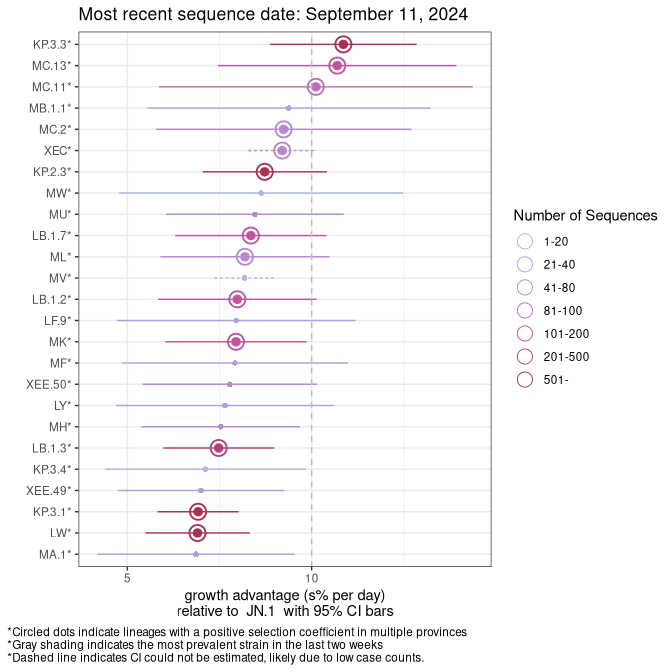 Most recent sequence date: September 11, 2024
KP.3.3*
MC.13*
MC.11*
MB.1.1*
MC.2*
XEC*
KP.2.3*
MW*
MU*
LB.1.7*
ML*
MV*
LB.1.2*
LF.9*
MK*
MF*
XEE.50*
LY*
MH*
LB.1.3*
KP.3.4*
XEE.49*
KP.3.1*
LW*
MA.1*
5 10
growth advantage (s% per day)
relative to JN.1 with 95% CI bars
Number of Sequences
1-20
21-40
41-80
81-100
101-200
201-500
501-
*Circled dots indicate lineages with a positive selection coefficient in multiple provinces
*Gray shading indicates the most prevalent strain in the last two weeks
*Dashed line indicates CI could not be estimated, likely due to low case counts.